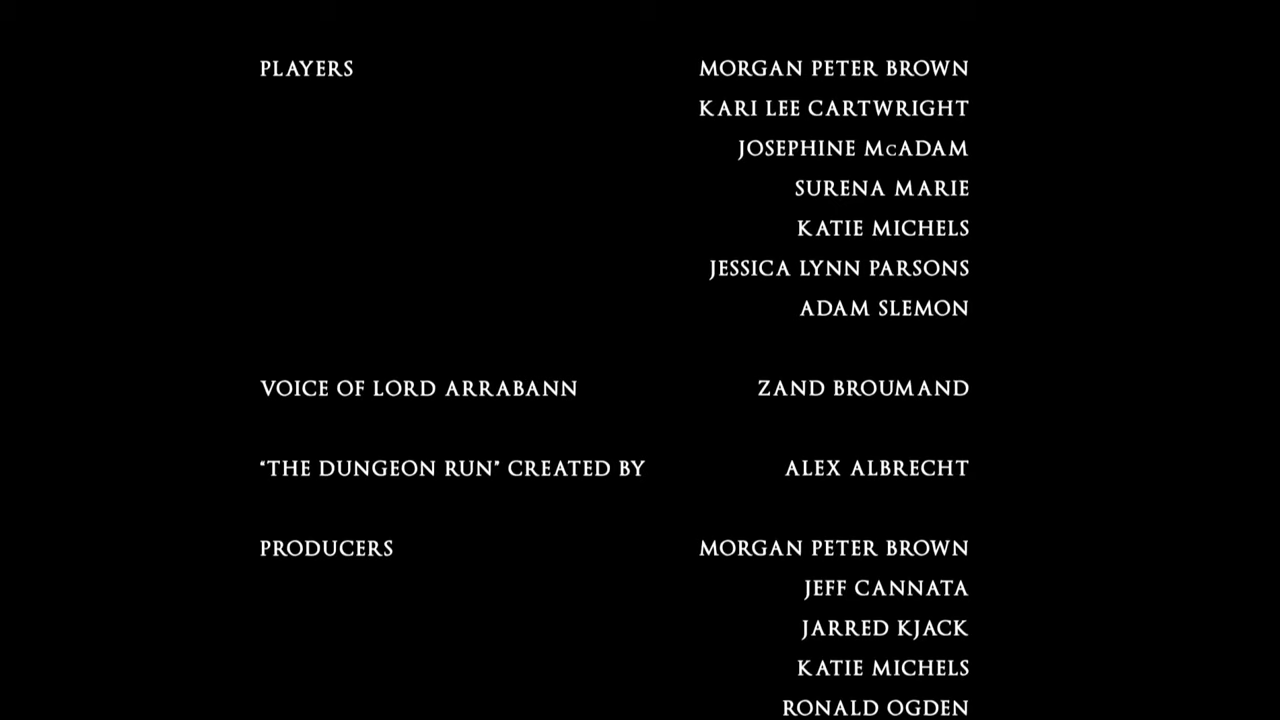 PLAYERS MORGAN PETER BROWN
KARI LEE CARTWRIGHT
JOSEPHINE McADAM
SURENA MARIE
KATIE MICHELS
JESSICA LYNN PARSONS
ADAM SLEMON
VOICE OF LORD ARRABANN ZAND BROUMAND
“THE DUNGEON RUN” CREATED BY ALEX ALBRECHT
PRODUCERS MORGAN PETER BROWN
JEFF CANNATA
JARRED KJACK
KATIE MICHELS
RONALD OGDEN